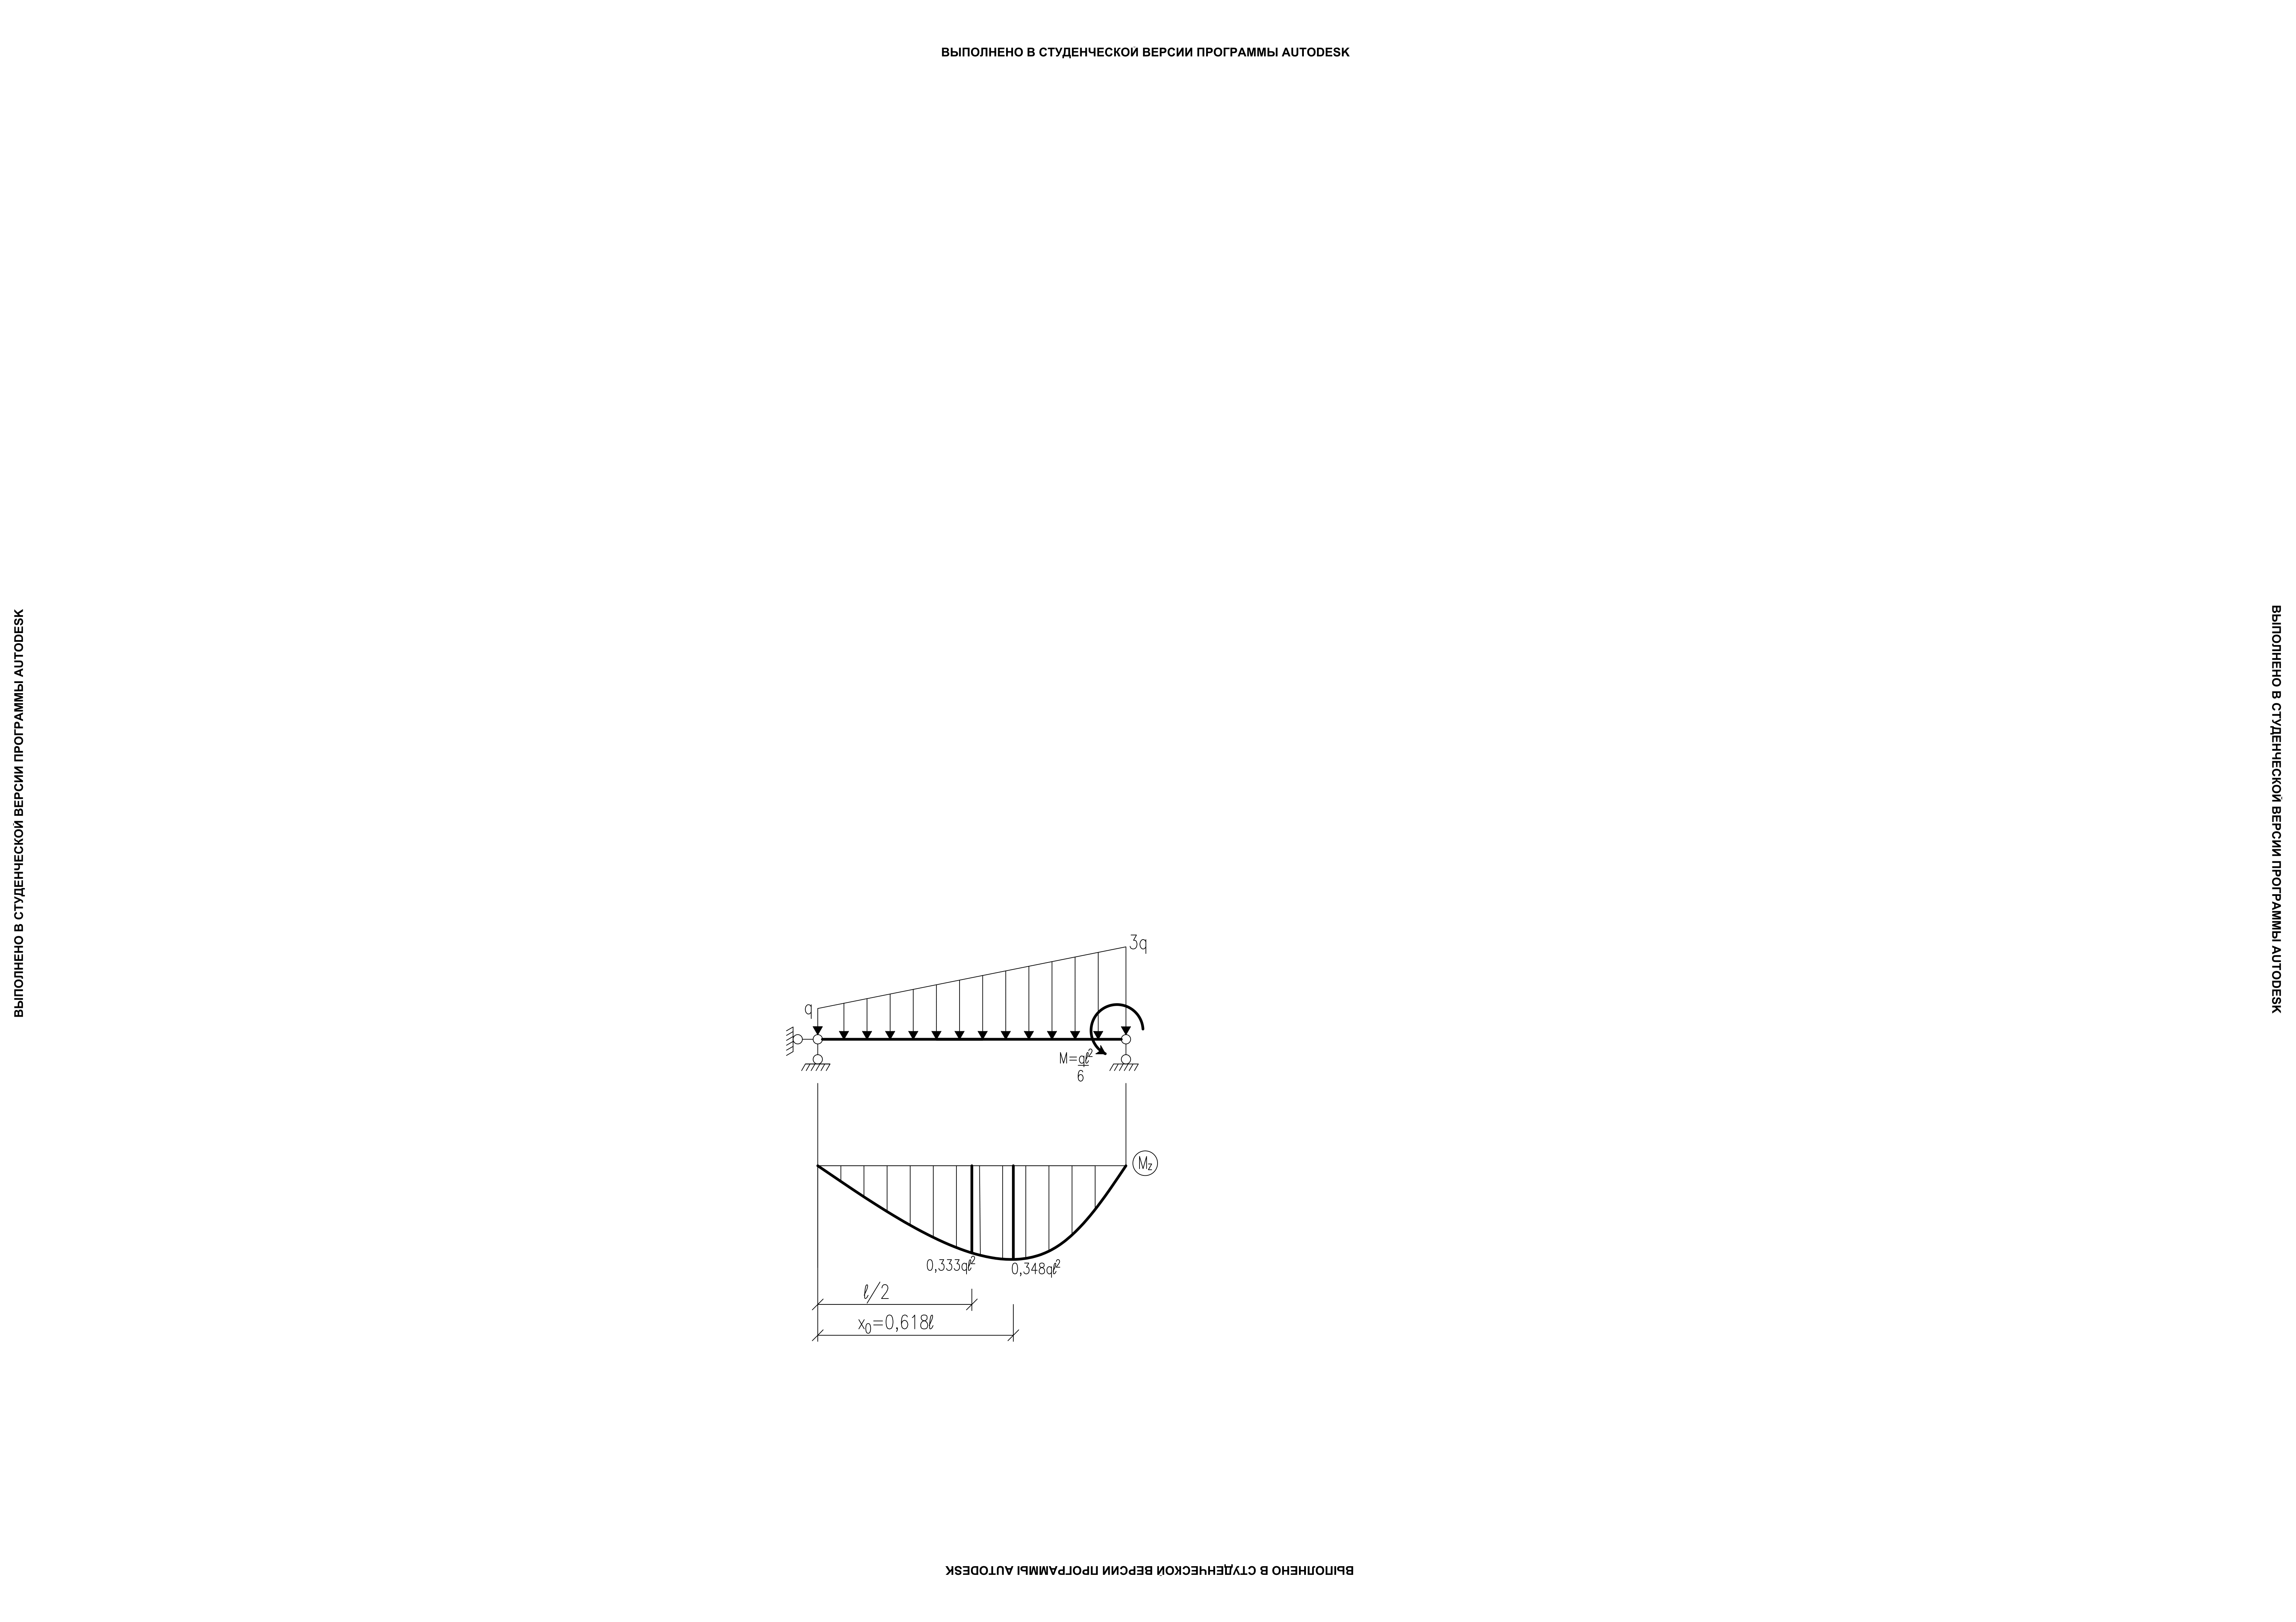 ВЫПОЛНЕНО В СТУДЕНЧЕСКОЙ ВЕРСИИ ПРОГРАММЫ AUTODESK
ВЫПОЛНЕНО В СТУДЕНЧЕСКОЙ ВЕРСИИ ПРОГРАММЫ AUTODESK
ВЫПОЛНЕНО В СТУДЕНЧЕСКОЙ ВЕРСИИ ПРОГРАММЫ AUTODESK
3q
q
M=qℓ²/6
Mz
0,333qℓ²
0,348qℓ²
ℓ/2
x₀=0,618ℓ
ВЫПОЛНЕНО В СТУДЕНЧЕСКОЙ ВЕРСИИ ПРОГРАММЫ AUTODESK